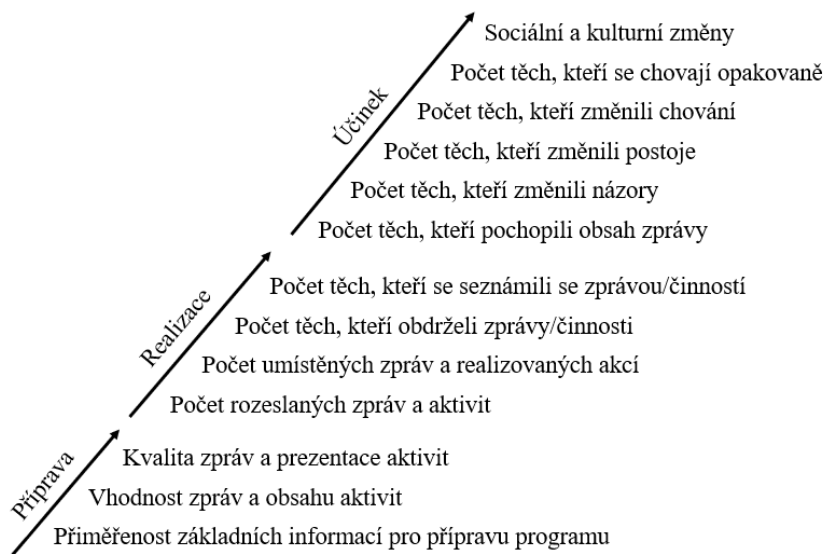 Sociální a kulturní změny
Počet těch, kteří se chovají opakovaně
Počet těch, kteří změnili chování
Počet těch, kteří změnili postoje
Počet těch, kteří změnili názory
Počet těch, kteří pochopili obsah zprávy
Účinek
Počet těch, kteří se seznámili se zprávou/činností
Počet těch, kteří obdrželi zprávy/činnosti
Počet umístěných zpráv a realizovaných akcí
Počet rozeslaných zpráv a aktivit
Realizace
Kvalita zpráv a prezentace aktivit
Vhodnost zpráv a obsahu aktivit
Přiměřenost základních informací pro přípravu programu
Příprava